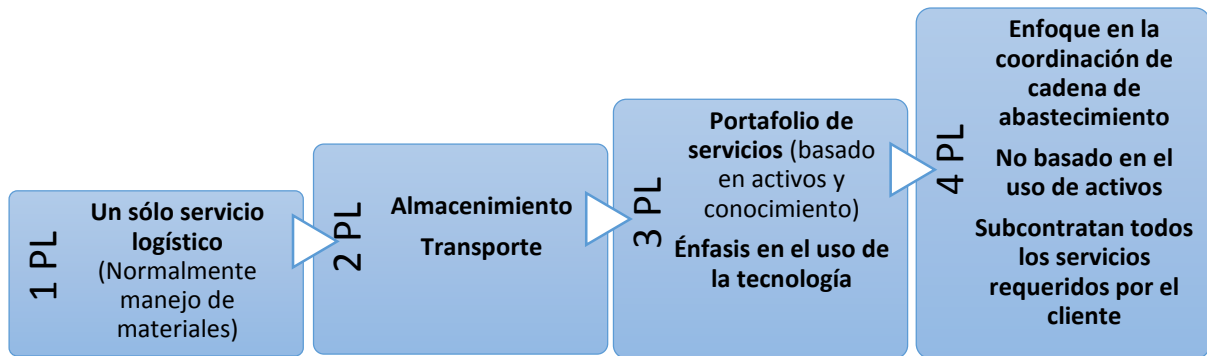 1 PL
Un sólo servicio
logístico
(Normalmente
manejo de
materiales)
2 PL
Almacenimiento
Transporte
3 PL
Portafolio de
servicios (basado
en activos y
conocimiento)
Énfasis en el uso de
la tecnología
4 PL
Enfoque en la
coordinación de
cadena de
abastecimiento
No basado en el
uso de activos
Subcontratan todos
los servicios
requeridos por el
cliente